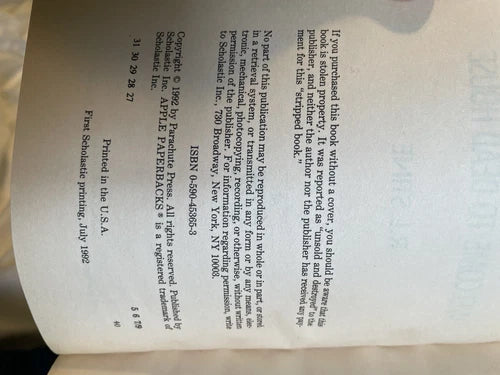 If you purchased this book without a cover, you should be aware that this
book is stolen property. It was reported as "unsold and destroyed" to the
publisher, and neither the author nor the publisher has received any pay-
ment for this "stripped book."
No part of this publication may be reproduced in whole or in part, or stored
in a retrieval system, or transmitted in any form or by any means, elec-
tronic, mechanical, photocopying, recording, or otherwise, without written
permission of the publisher. For information regarding permission, write
to Scholastic Inc., 730 Broadway, New York, NY 10003.
ISBN 0-590-45365-3
Copyright © 1992 by Parachute Press. All rights reserved. Published by
Scholastic Inc. APPLE PAPERBACKS ® is a registered trademark of
Scholastic Inc.
31 30 29 28 27
5 6 7/9
Printed in the U.S.A.
40
First Scholastic printing, July 1992